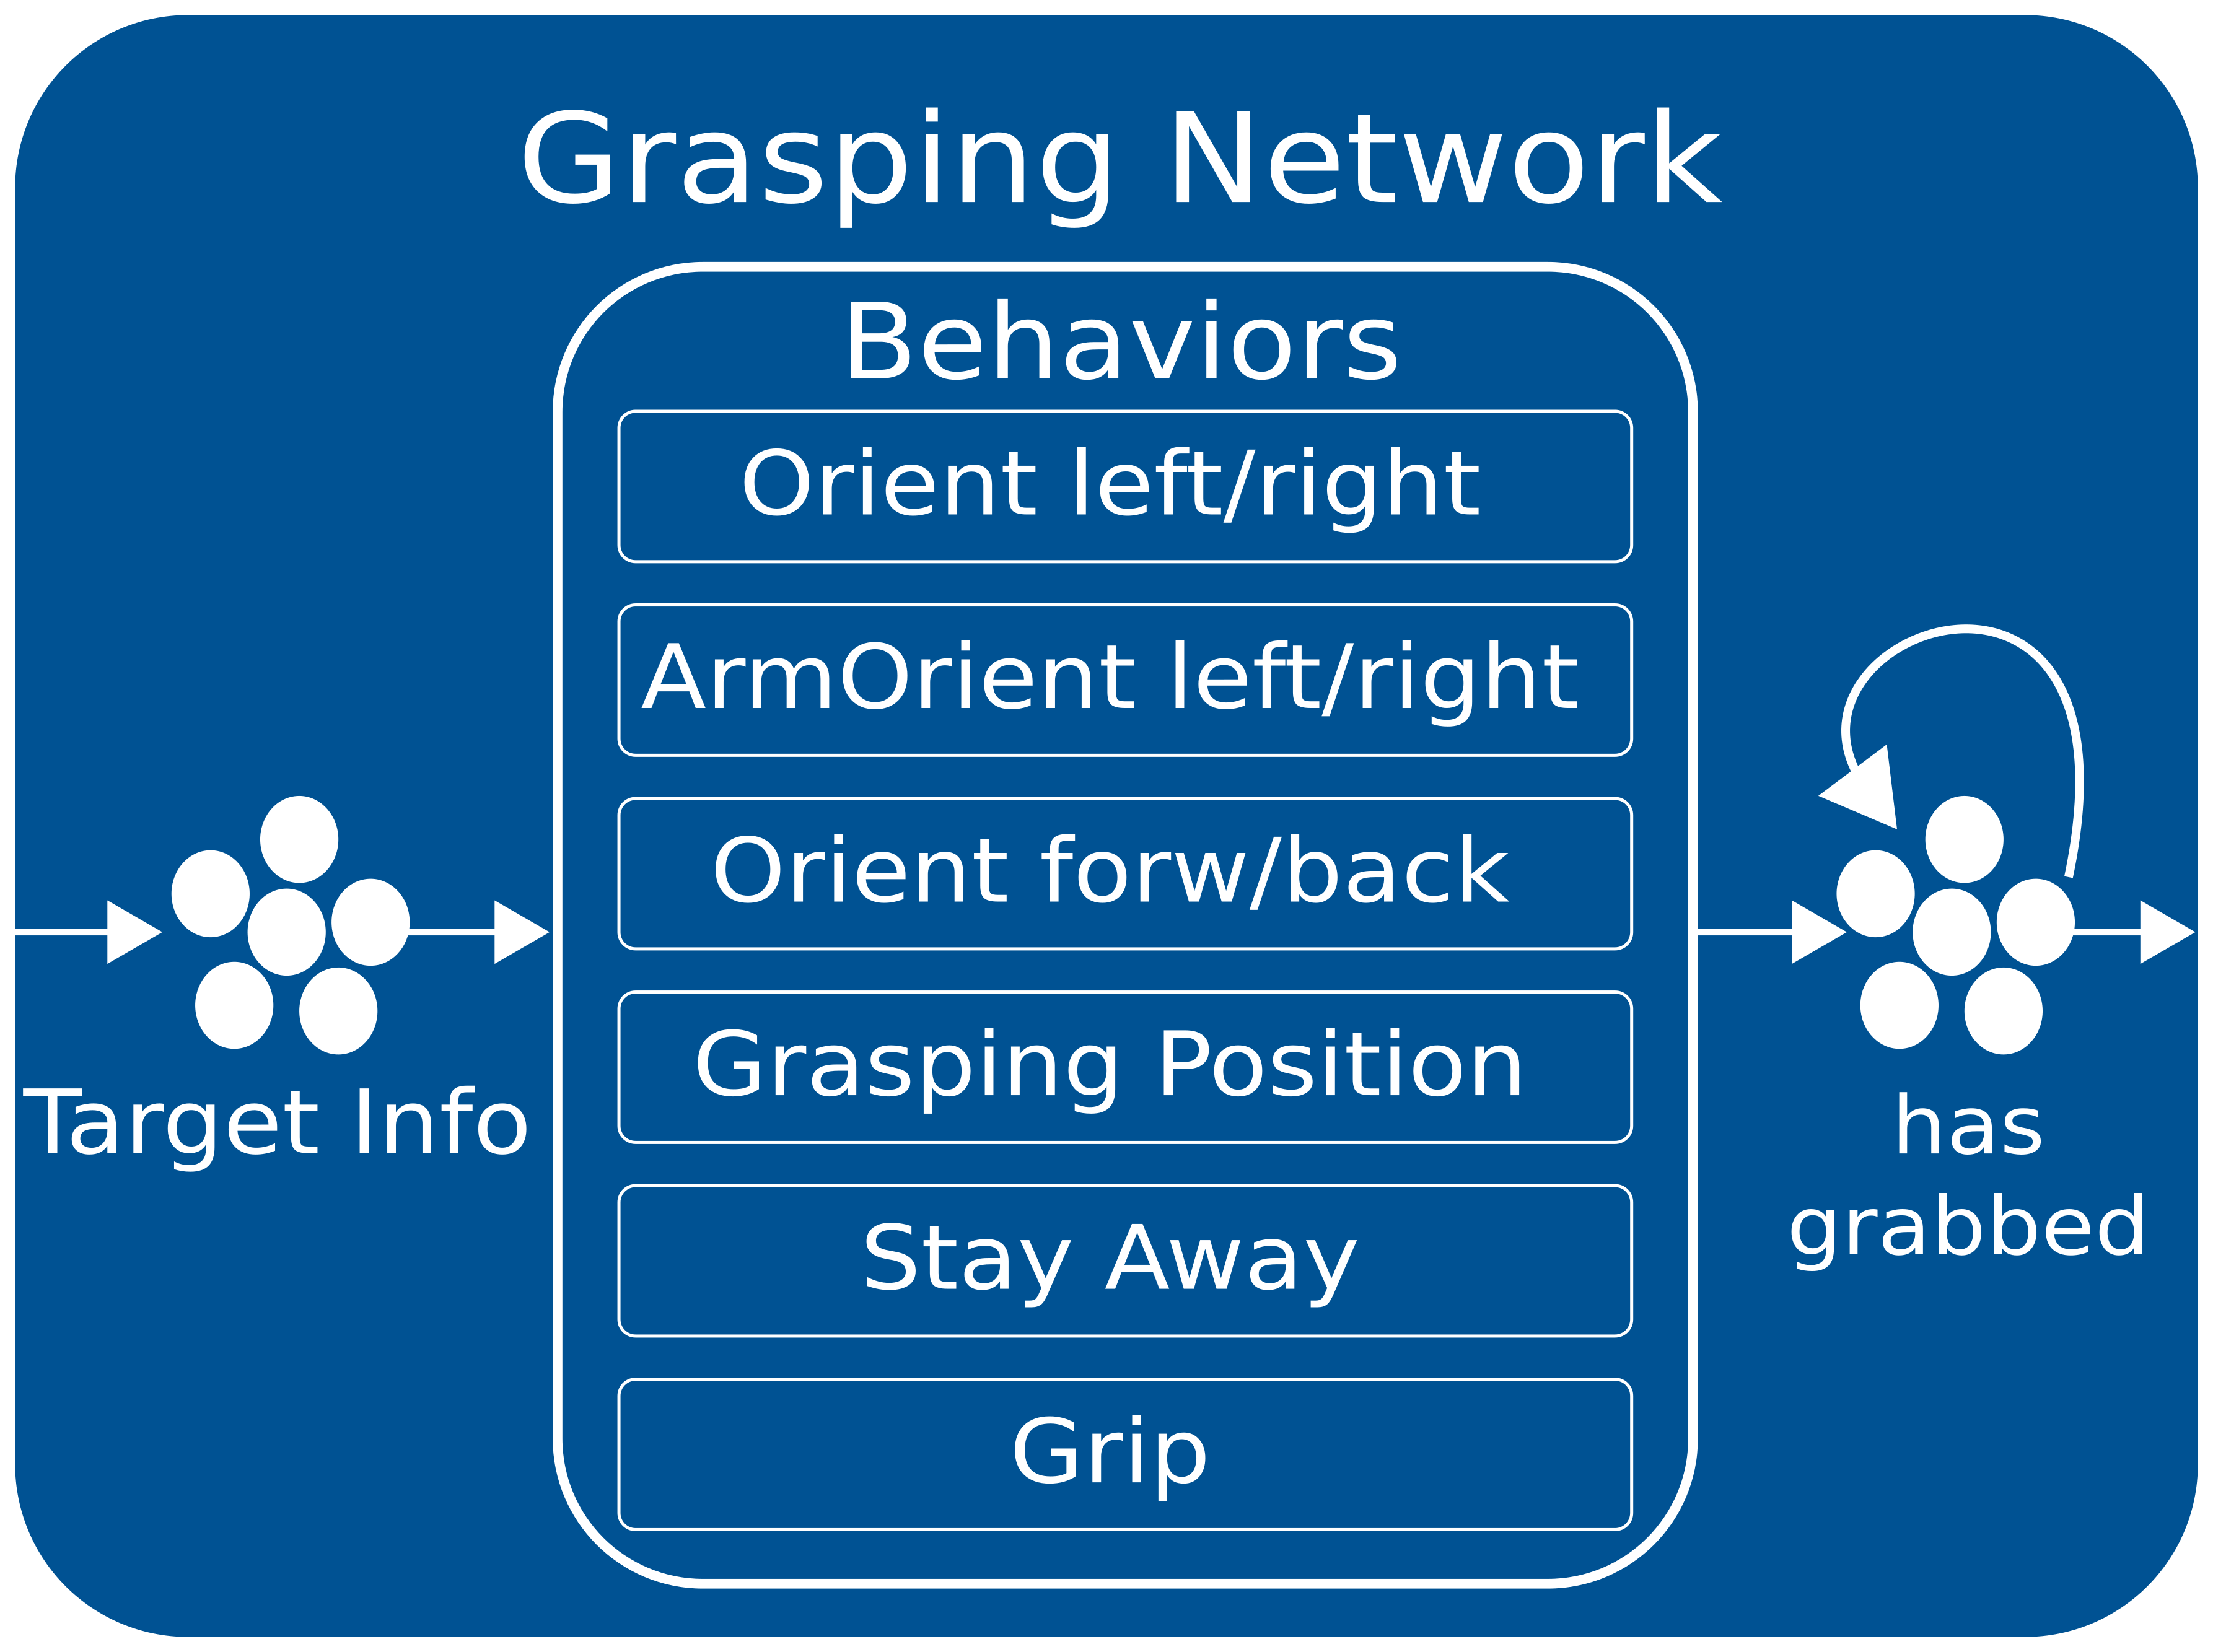 Grasping Network
Behaviors
Orient left/right
ArmOrient left/right
Orient forw/back
Grasping Position
Stay Away
Grip
Target Info
has
grabbed